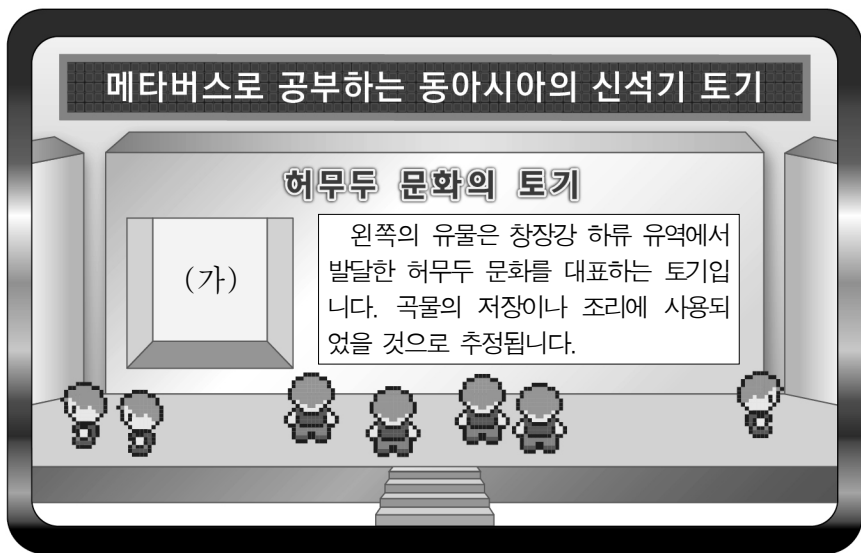 메타버스로 공부하는 동아시아의 신석기 토기
허무두 문화의 토기
(가)
왼쪽의 유물은 창장강 하류 유역에서
발달한 허무두 문화를 대표하는 토기입
니다. 곡물의 저장이나 조리에 사용되
었을 것으로 추정됩니다.